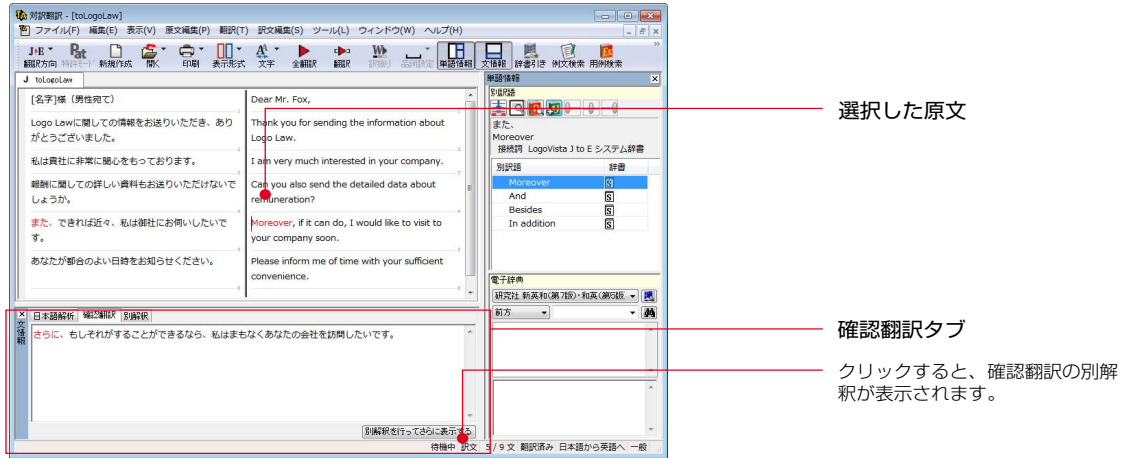 対訳翻訳 - [toLogoLaw]
ファイル(F) 編集(E) 表示(V) 原文編集(P) 翻訳(T) 訳文編集(S) ツール(L) ウィンドウ(W) ヘルプ(H)
J▸E Pat
翻訳方向 特許モード 新規作成 開く 印刷 表示形式 文字 全翻訳 翻訳 訳振り 品詞設定 単語情報 文情報 辞書引き 例文検索 用例検索
J toLogoLaw
[名字]様(男性宛て)
Dear Mr. Fox,
Logo Lawに関しての情報をお送りいただき、あり
がとうございました。
Thank you for sending the information about
Logo Law.
私は貴社に非常に関心をもっております。
I am very much interested in your company.
報酬に関しての詳しい資料もお送りいただけないで
しょうか。
Can you also send the detailed data about
remuneration?
また、できれば近々、私は御社にお伺いしたいで
す。
Moreover, if it can do, I would like to visit to
your company soon.
あなたが都合のよい日時をお知らせください。
Please inform me of time with your sufficient
convenience.
単語情報
別訳語
また、
Moreover
接続詞 LogoVista J to E システム辞書
別訳語 辞書
Moreover S
And S
Besides S
In addition S
電子辞典
研究社 新英和(第7版)・和英(第5版
前方
文情報
日本語解析 確認翻訳 別解釈
さらに、もしそれがすることができるなら、私はまもなくあなたの会社を訪問したいです。
別解釈を行ってさらに表示する
待機中 訳文 5 / 9 文 翻訳済み 日本語から英語へ 一般
選択した原文
確認翻訳タブ
クリックすると、確認翻訳の別解
釈が表示されます。